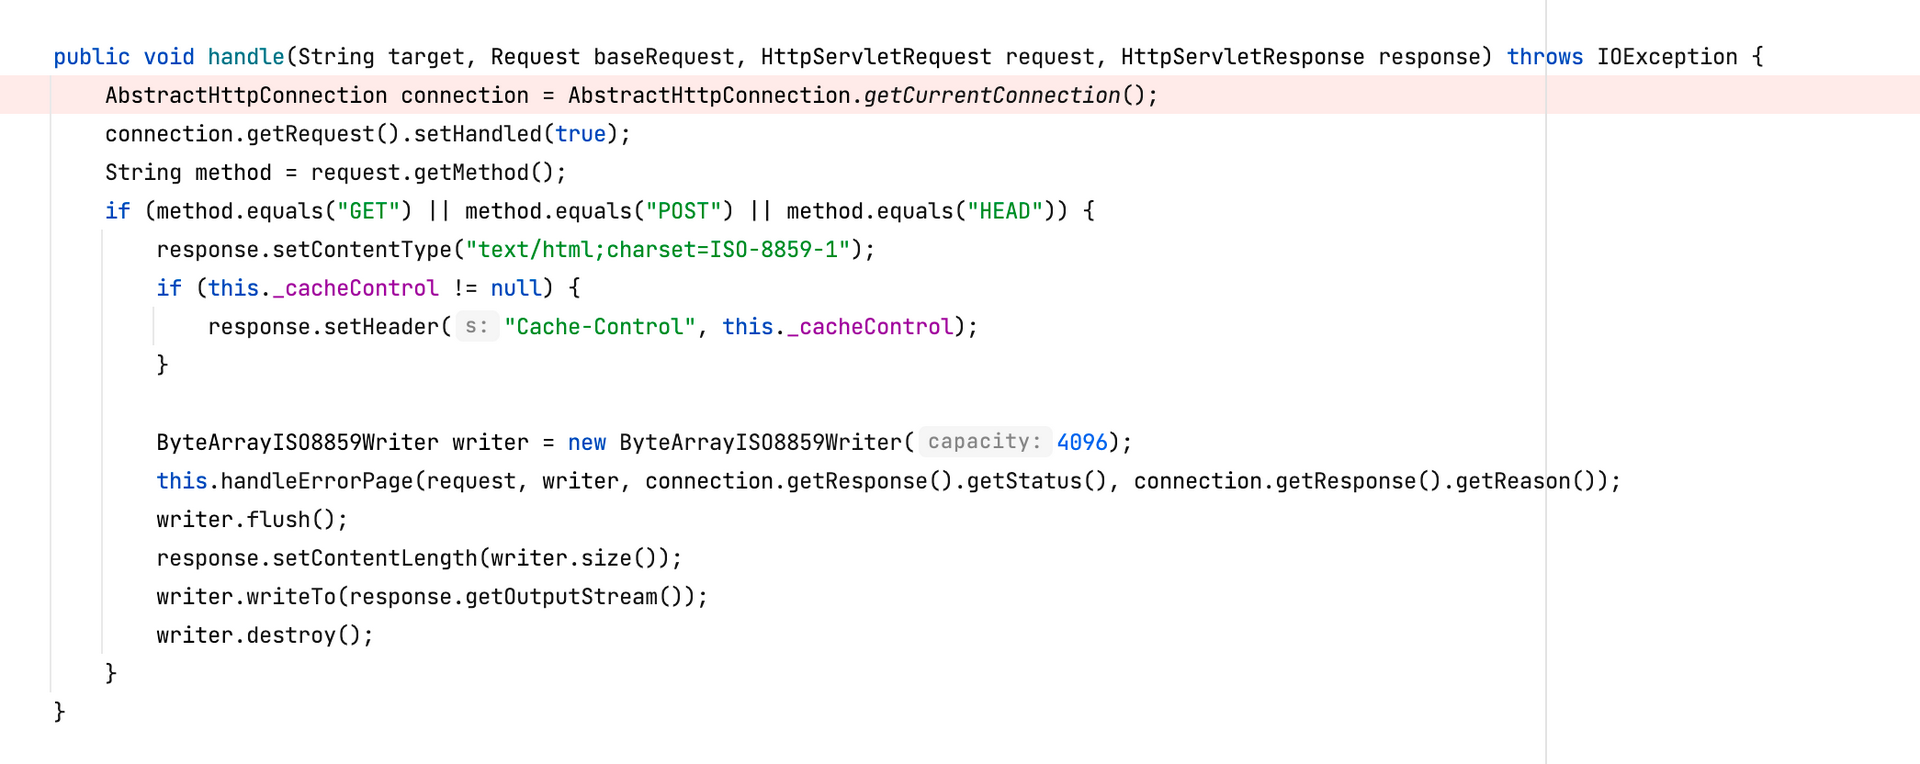 public void handle(String target, Request baseRequest, HttpServletRequest request, HttpServletResponse response) throws IOException {
    AbstractHttpConnection connection = AbstractHttpConnection.getCurrentConnection();
    connection.getRequest().setHandled(true);
    String method = request.getMethod();
    if (method.equals("GET") || method.equals("POST") || method.equals("HEAD")) {
        response.setContentType("text/html;charset=ISO-8859-1");
        if (this._cacheControl != null) {
            response.setHeader( s: "Cache-Control", this._cacheControl);
        }

        ByteArrayISO8859Writer writer = new ByteArrayISO8859Writer( capacity: 4096);
        this.handleErrorPage(request, writer, connection.getResponse().getStatus(), connection.getResponse().getReason());
        writer.flush();
        response.setContentLength(writer.size());
        writer.writeTo(response.getOutputStream());
        writer.destroy();
    }
}